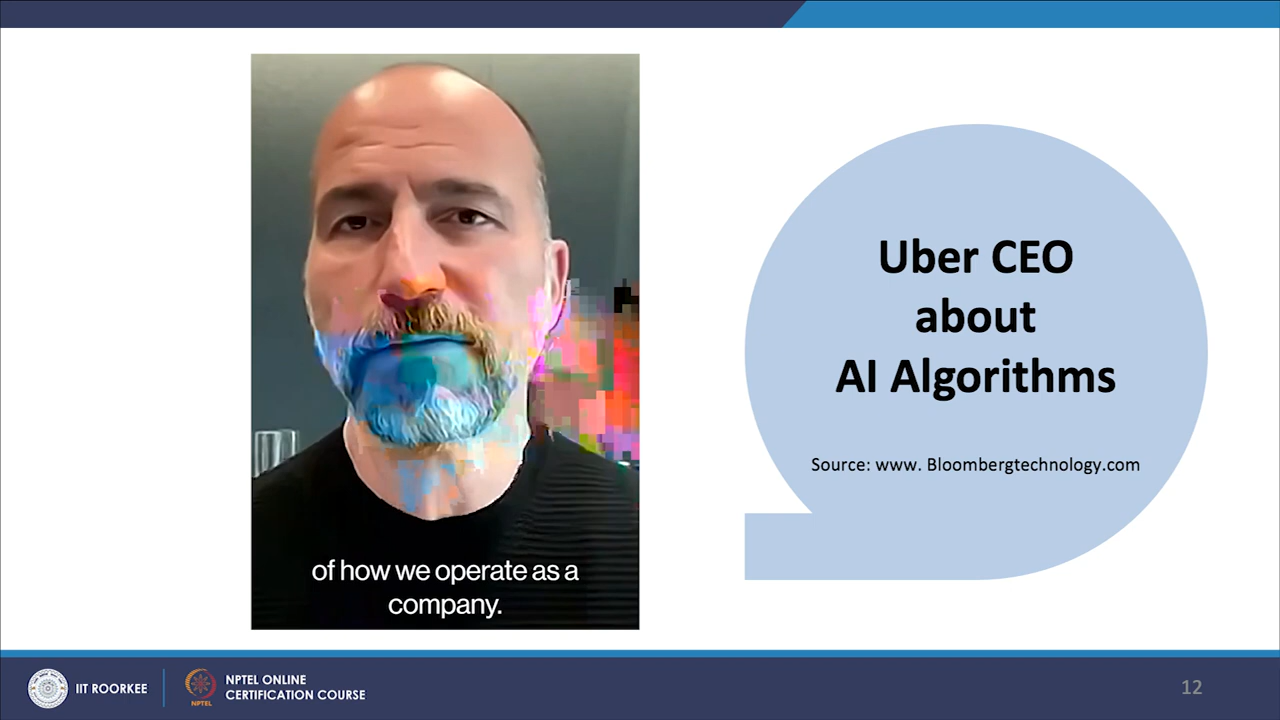 of how we operate as a
company.
Uber CEO
about
AI Algorithms
Source: www. Bloombergtechnology.com
IIT ROORKEE
NPTEL
NPTEL ONLINE
CERTIFICATION COURSE
12